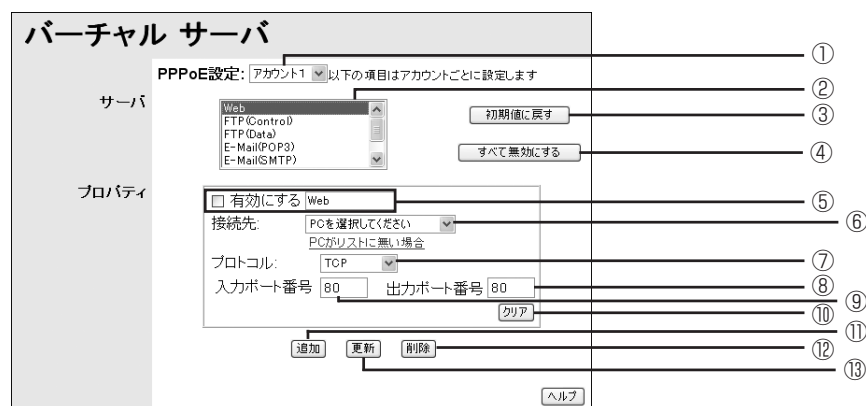 バーチャル サーバ
①
PPPoE設定: アカウント1 以下の項目はアカウントごとに設定します
②
サーバ
Web
FTP(Control)
FTP(Data)
E-Mail(POP3)
E-Mail(SMTP)
初期値に戻す ③
すべて無効にする ④
プロパティ
有効にする Web ⑤
接続先: PCを選択してください ⑥
PCがリストに無い場合
プロトコル: TCP ⑦
入力ポート番号 80 出力ポート番号 80 ⑧
⑨
クリア ⑩
⑪
追加 更新 削除 ⑫
⑬
ヘルプ